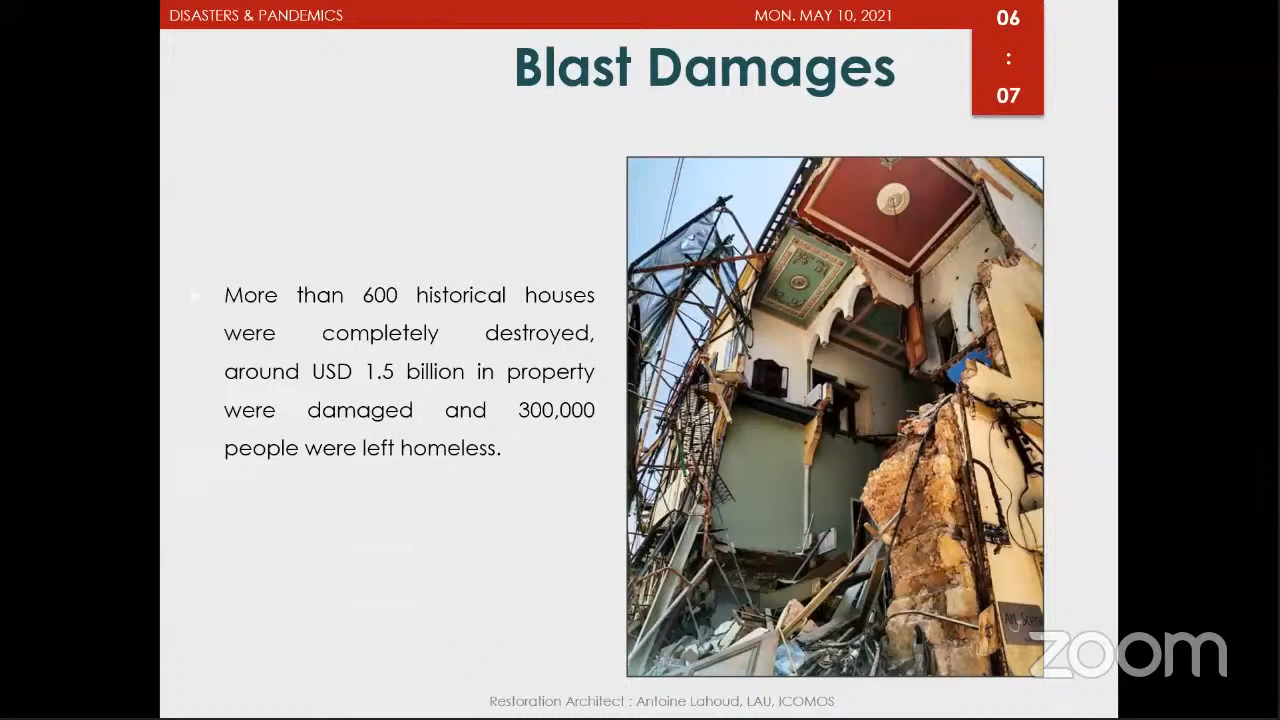 DISASTERS & PANDEMICS
MON. MAY 10, 2021
06
:
07
Blast Damages
More than 600 historical houses
were completely destroyed,
around USD 1.5 billion in property
were damaged and 300,000
people were left homeless.
Art Scene
zoom
Restoration Architect : Antoine Lahoud, LAU, ICOMOS